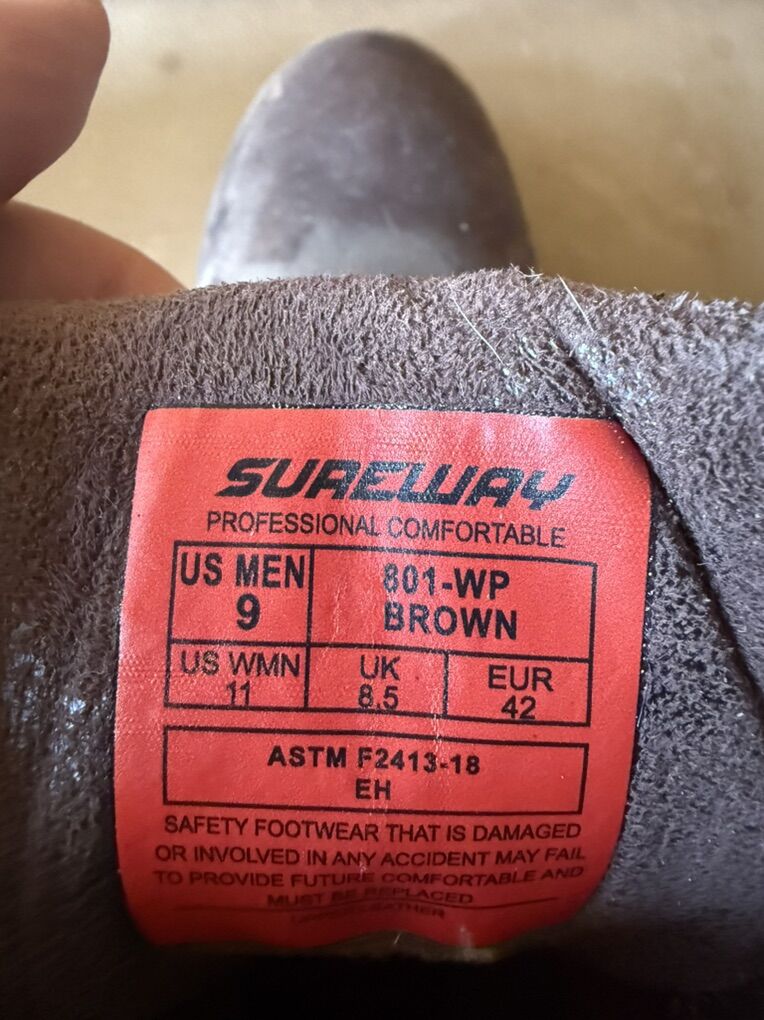 SUREWAY
PROFESSIONAL COMFORTABLE
US MEN
9
801-WP
BROWN
US WMN
11
UK
8.5
EUR
42
ASTM F2413-18
EH
SAFETY FOOTWEAR THAT IS DAMAGED
OR INVOLVED IN ANY ACCIDENT MAY FAIL
TO PROVIDE FUTURE COMFORTABLE AND
MUST BE REPLACED
LEATHER